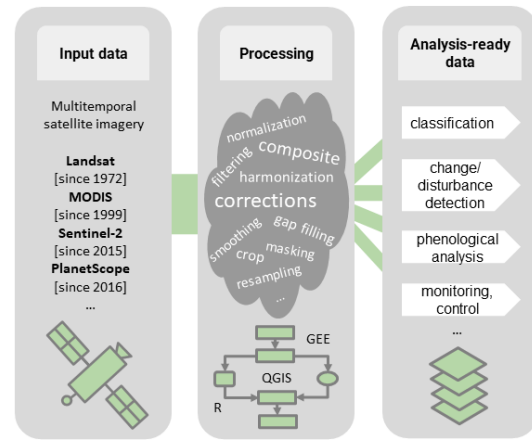 Input data
Multitemporal
satellite imagery
Landsat
[since 1972]
MODIS
[since 1999]
Sentinel-2
[since 2015]
PlanetScope
[since 2016]
...
Processing
normalization
filtering
composite
harmonization
corrections
smoothing
gap filling
crop
masking
resampling
...
GEE
QGIS
R
Analysis-ready
data
classification
change/
disturbance
detection
phenological
analysis
monitoring,
control
...